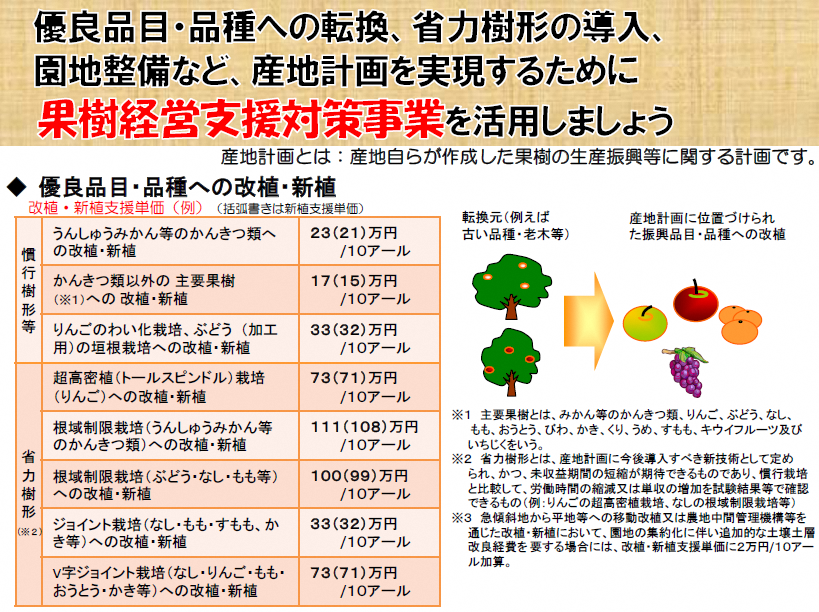 優良品目・品種への転換、省力樹形の導入、
園地整備など、産地計画を実現するために
果樹経営支援対策事業を活用しましょう
産地計画とは：産地自らが作成した果樹の生産振興等に関する計画です。
◆ 優良品目・品種への改植・新植
改植・新植支援単価（例）（括弧書きは新植支援単価）
慣行樹形等
うんしゅうみかん等のかんきつ類へ
の改植・新植
23(21)万円
/10アール
かんきつ類以外の 主要果樹
（※1）への 改植・新植
17(15)万円
/10アール
りんごのわい化栽培、ぶどう （加工
用）の垣根栽培への改植・新植
33(32)万円
/10アール
省力樹形
（※2）
超高密植(トールスピンドル)栽培
(りんご)への改植・新植
73(71)万円
/10アール
根域制限栽培(うんしゅうみかん等
のかんきつ類)への改植・新植
111(108)万円
/10アール
根域制限栽培(ぶどう・なし・もも等)
への改植・新植
100(99)万円
/10アール
ジョイント栽培(なし・もも・すもも、か
き等)への改植・新植
33(32)万円
/10アール
V字ジョイント栽培(なし・りんご・もも・
おうとう・かき等)への改植・新植
73(71)万円
/10アール
転換元(例えば
古い品種・老木等)
産地計画に位置づけられ
た振興品目・品種への改植
※1 主要果樹とは、みかん等のかんきつ類、りんご、ぶどう、なし、
もも、おうとう、びわ、かき、くり、うめ、すもも、キウイフルーツ及び
いちじくをいう。
※2 省力樹形とは、産地計画に今後導入すべき新技術として定め
られ、かつ、未収益期間の短縮が期待できるものであり、慣行栽培
と比較して、労働時間の縮減又は単収の増加を試験結果等で確認
できるもの(例：りんごの超高密植栽培、なしの根域制限栽培等)
※3 急傾斜地から平地等への移動改植又は農地中間管理機構等を
通じた改植・新植において、園地の集約化に伴い追加的な土壌土層
改良経費を要する場合には、改植・新植支援単価に2万円/10アー
ル加算。